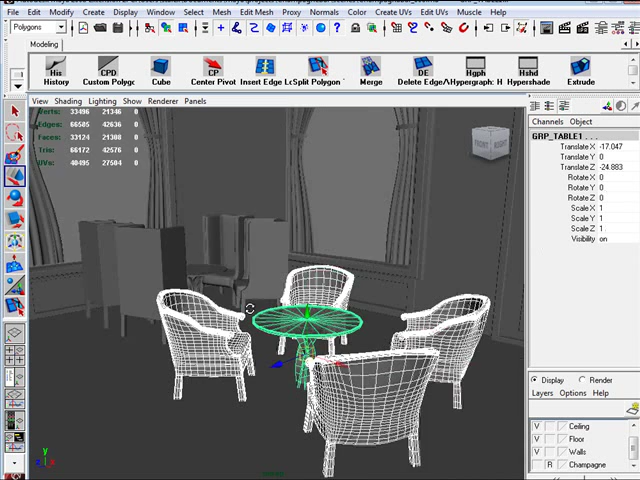 File Edit Modify Create Display Window Assets Select Mesh Edit Mesh Proxy Normals Color Create UVs Edit UVs Muscle Help
Polygons
Modeling
His CPD CP DE Hgph Hshd
History Custom Polygo Cube Center Pivot Insert Edge Lo Split Polygon Merge Delete Edge/ Hypergraph: H Hypershade Extrude
View Shading Lighting Show Renderer Panels
Verts: 33496 21346 0
Edges: 66585 42636 0
Faces: 33124 21308 0
Tris: 66172 42576 0
UVs: 40495 27504 0
FRONT RIGHT
Channels Object
GRP_TABLE1 . . .
Translate X -17.047
Translate Y 0
Translate Z -24.883
Rotate X 0
Rotate Y 0
Rotate Z 0
Scale X 1
Scale Y 1
Scale Z 1
Visibility on
Display Render
Layers Options Help
V Ceiling
V Floor
V Walls
R Champagne
y
z x